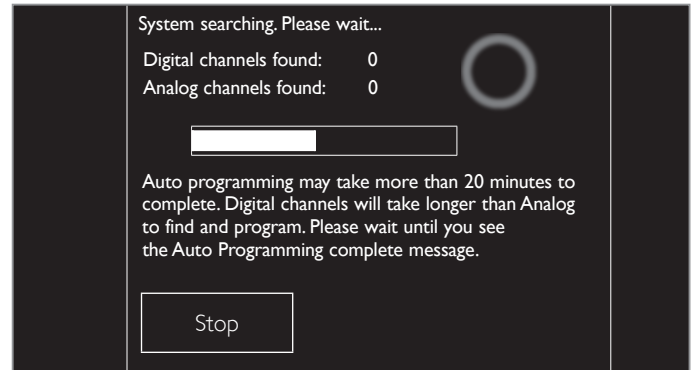 System searching. Please wait...
Digital channels found: 0
Analog channels found: 0
Auto programming may take more than 20 minutes to
complete. Digital channels will take longer than Analog
to find and program. Please wait until you see
the Auto Programming complete message.
Stop